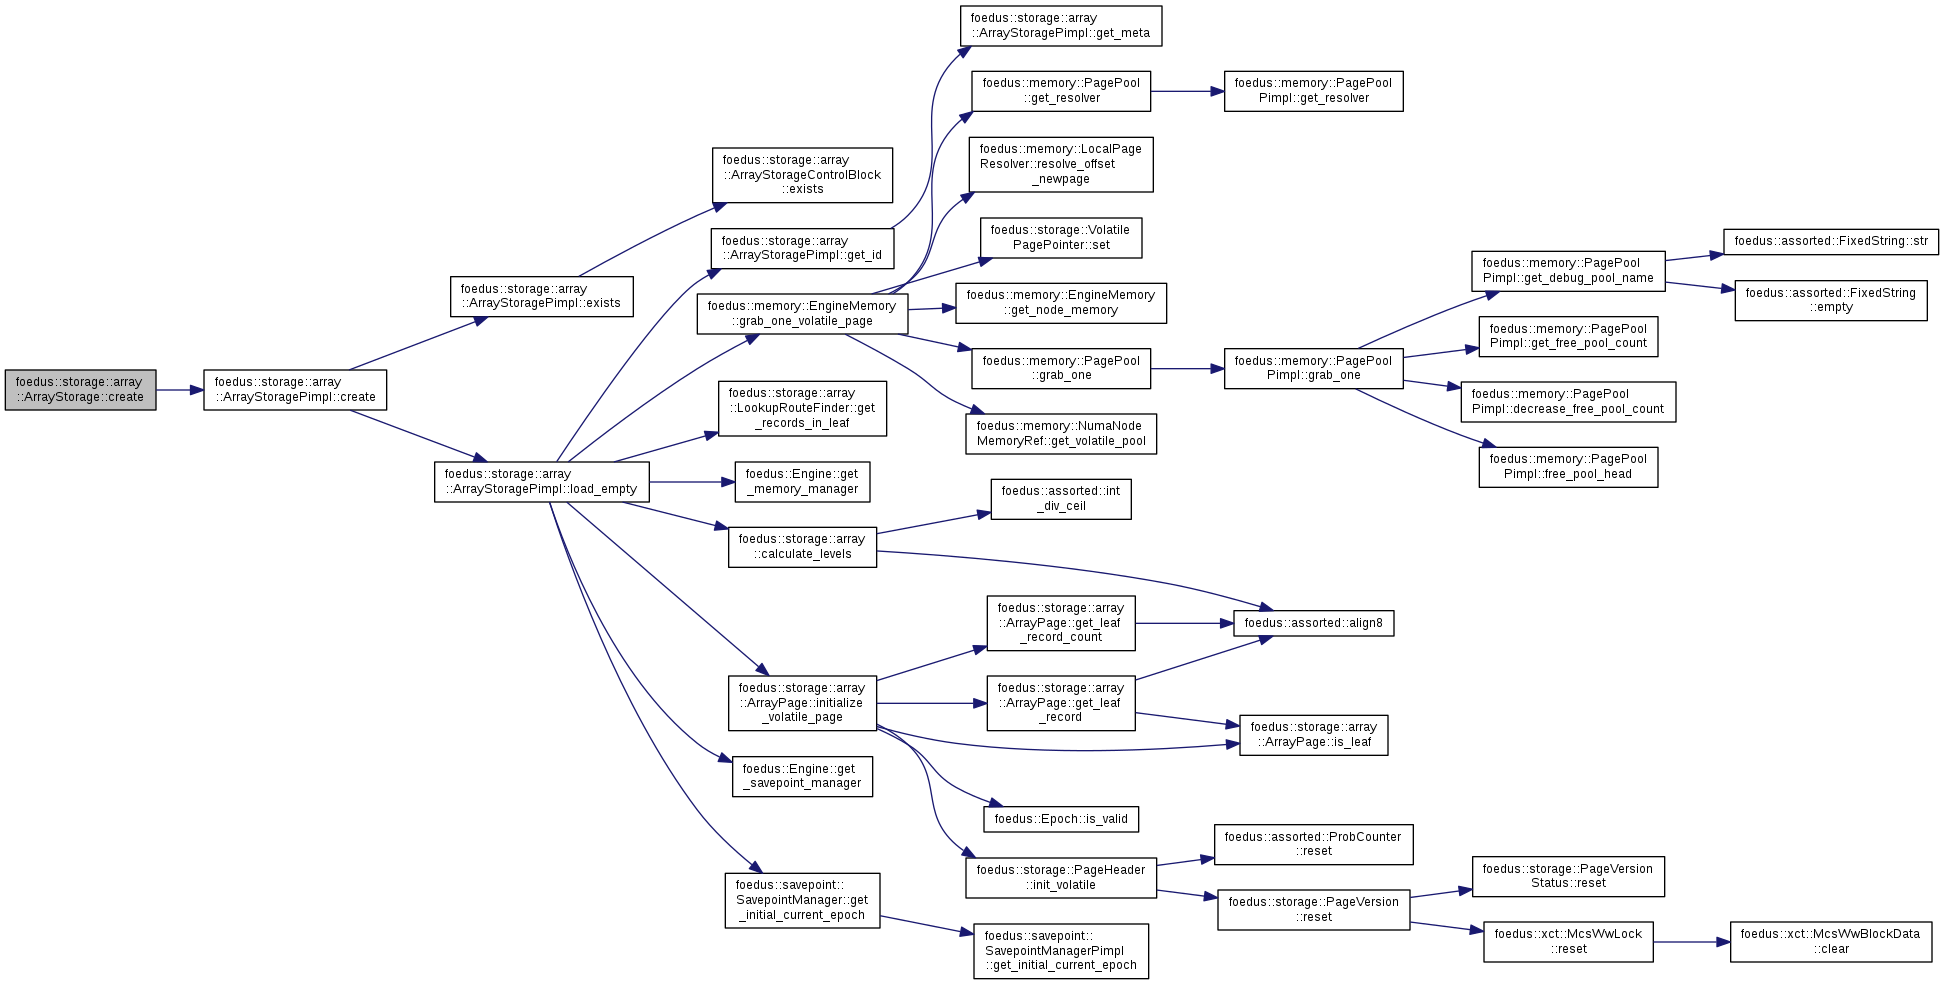 foedus::storage::array
::ArrayStorage::create
foedus::storage::array
::ArrayStoragePimpl::create
foedus::storage::array
::ArrayStoragePimpl::exists
foedus::storage::array
::ArrayStoragePimpl::load_empty
foedus::storage::array
::ArrayStorageControlBlock
::exists
foedus::storage::array
::ArrayStoragePimpl::get_id
foedus::memory::EngineMemory
::grab_one_volatile_page
foedus::storage::array
::LookupRouteFinder::get
_records_in_leaf
foedus::Engine::get
_memory_manager
foedus::storage::array
::calculate_levels
foedus::storage::array
::ArrayPage::initialize
_volatile_page
foedus::Engine::get
_savepoint_manager
foedus::savepoint::
SavepointManager::get
_initial_current_epoch
foedus::storage::array
::ArrayStoragePimpl::get_meta
foedus::memory::PagePool
::get_resolver
foedus::memory::LocalPage
Resolver::resolve_offset
_newpage
foedus::storage::Volatile
PagePointer::set
foedus::memory::EngineMemory
::get_node_memory
foedus::memory::PagePool
::grab_one
foedus::memory::NumaNode
MemoryRef::get_volatile_pool
foedus::assorted::int
_div_ceil
foedus::storage::array
::ArrayPage::get_leaf
_record_count
foedus::storage::array
::ArrayPage::get_leaf
_record
foedus::Epoch::is_valid
foedus::storage::PageHeader
::init_volatile
foedus::savepoint::
SavepointManagerPimpl
::get_initial_current_epoch
foedus::memory::PagePool
Pimpl::get_resolver
foedus::memory::PagePool
Pimpl::grab_one
foedus::assorted::align8
foedus::storage::array
::ArrayPage::is_leaf
foedus::assorted::ProbCounter
::reset
foedus::storage::PageVersion
::reset
foedus::memory::PagePool
Pimpl::get_debug_pool_name
foedus::memory::PagePool
Pimpl::get_free_pool_count
foedus::memory::PagePool
Pimpl::decrease_free_pool_count
foedus::memory::PagePool
Pimpl::free_pool_head
foedus::storage::PageVersion
Status::reset
foedus::xct::McsWwLock
::reset
foedus::assorted::FixedString::str
foedus::assorted::FixedString
::empty
foedus::xct::McsWwBlockData
::clear